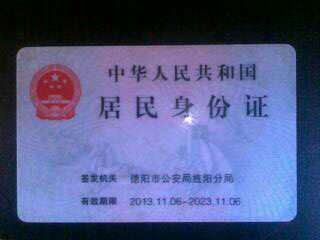 中华人民共和国
居民身份证
签发机关 德阳市公安局旌阳分局
有效期限 2013.11.06-2023.11.06